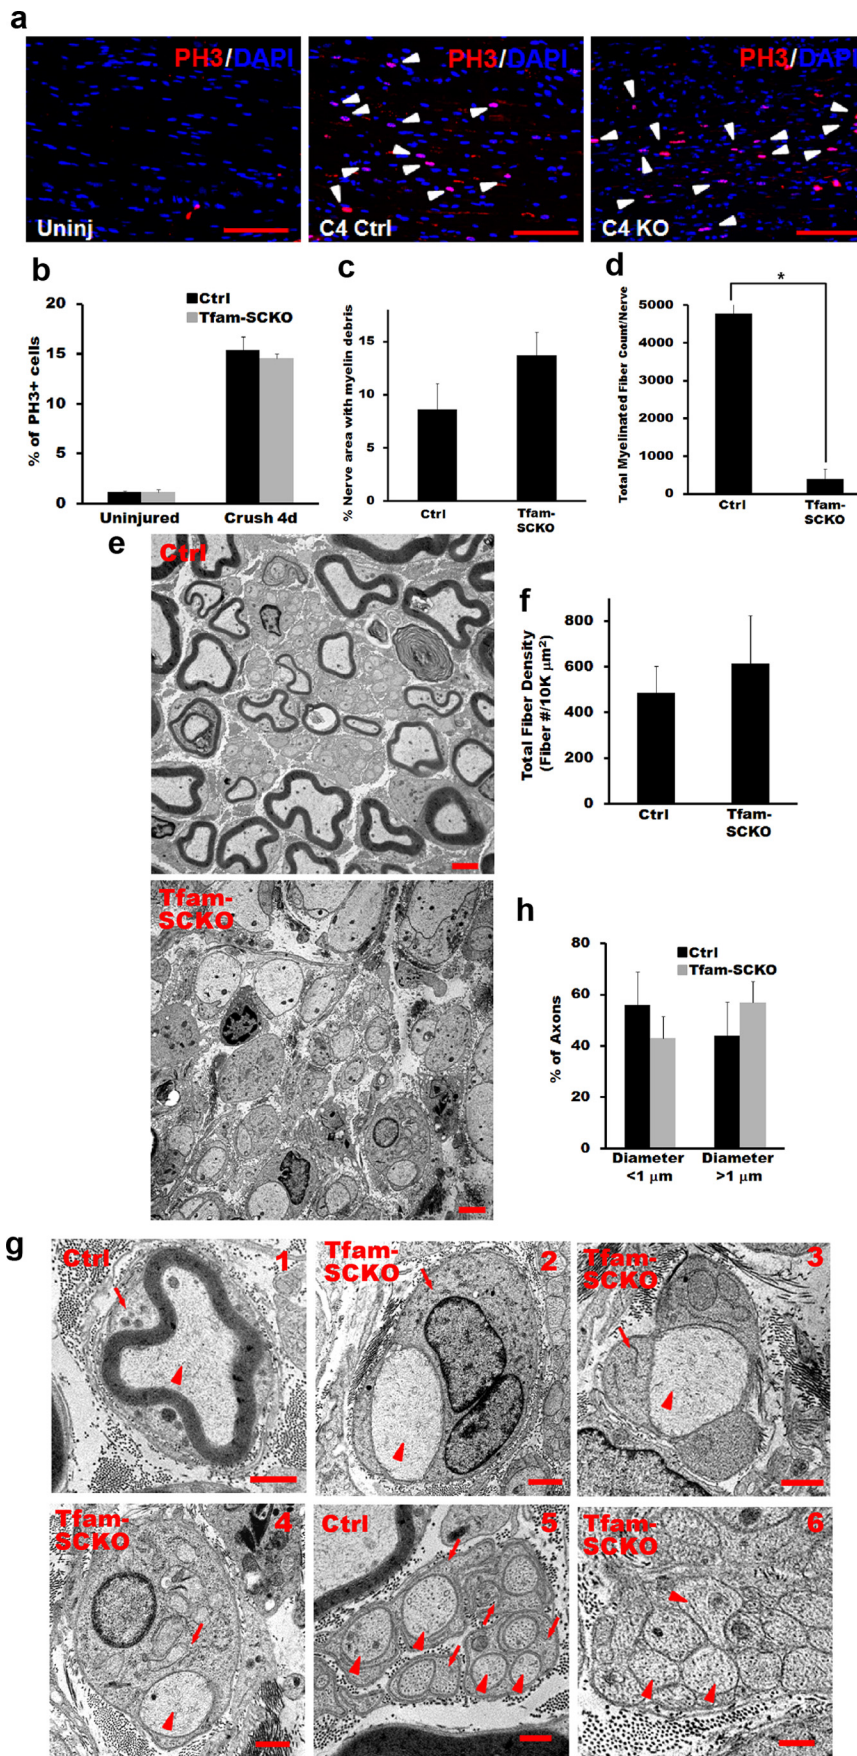 a
PH3/DAPI
PH3/DAPI
PH3/DAPI
Uninj
C4 Ctrl
C4 KO
b
% of PH3+ cells
20
15
10
5
0
Ctrl
Tfam-SCKO
Uninjured
Crush 4d
c
% Nerve area with myelin debris
15
10
5
0
Ctrl
Tfam-
SCKO
d
Total Myelinated Fiber Count/Nerve
5000
4000
3000
2000
1000
0
*
Ctrl
Tfam-
SCKO
e
Ctrl
Tfam-
SCKO
f
Total Fiber Density
(Fiber #/10K µm²)
800
600
400
200
0
Ctrl
Tfam-
SCKO
h
% of Axons
80
60
40
20
0
Ctrl
Tfam-SCKO
Diameter
<1 µm
Diameter
>1 µm
g
Ctrl
1
Tfam-
SCKO
2
Tfam-
SCKO
3
Tfam-
SCKO
4
Ctrl
5
Tfam-
SCKO
6